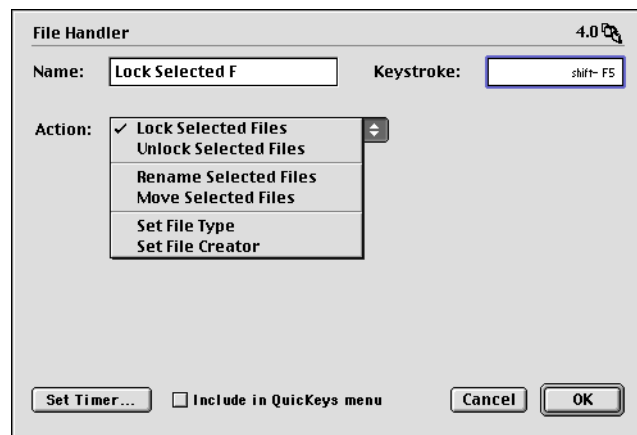 File Handler 4.0
Name: Lock Selected F Keystroke: shift- F5
Action: ✓ Lock Selected Files
Unlock Selected Files
Rename Selected Files
Move Selected Files
Set File Type
Set File Creator
Set Timer... Include in QuicKeys menu Cancel OK